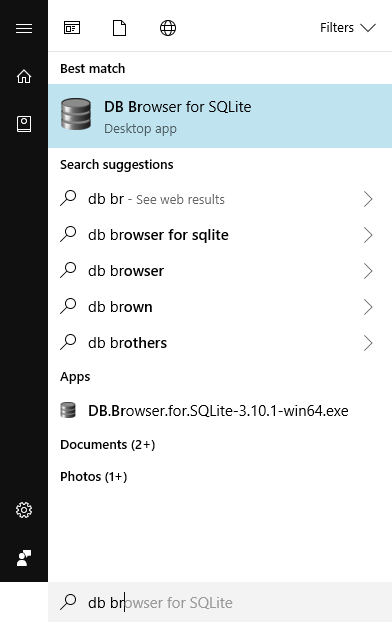 Filters
Best match
DB Browser for SQLite
Desktop app
Search suggestions
db br - See web results
db browser for sqlite
db browser
db brown
db brothers
Apps
DB.Browser.for.SQLite-3.10.1-win64.exe
Documents (2+)
Photos (1+)
db browser for SQLite